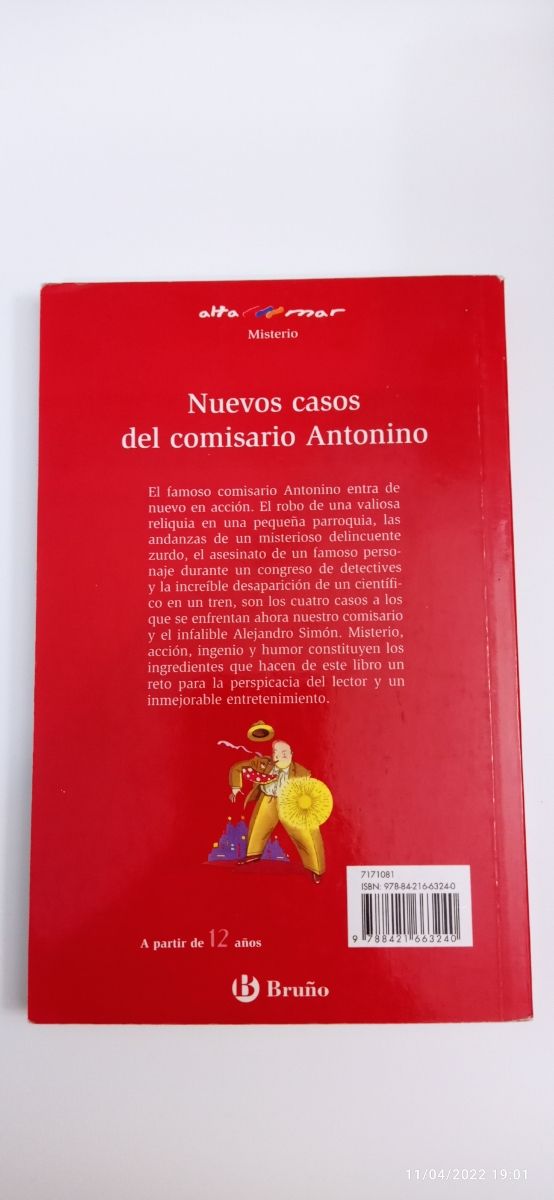 alta mar
Misterio
Nuevos casos
del comisario Antonino
El famoso comisario Antonino entra de
nuevo en acción. El robo de una valiosa
reliquia en una pequeña parroquia, las
andanzas de un misterioso delincuente
zurdo, el asesinato de un famoso perso-
naje durante un congreso de detectives
y la increíble desaparición de un científi-
co en un tren, son los cuatro casos a los
que se enfrentan ahora nuestro comisario
y el infalible Alejandro Simón. Misterio,
acción, ingenio y humor constituyen los
ingredientes que hacen de este libro un
reto para la perspicacia del lector y un
inmejorable entretenimiento.
7171081
ISBN: 978-84-216-6324-0
9 788421 663240
A partir de 12 años
B Bruño
11/04/2022 19:01